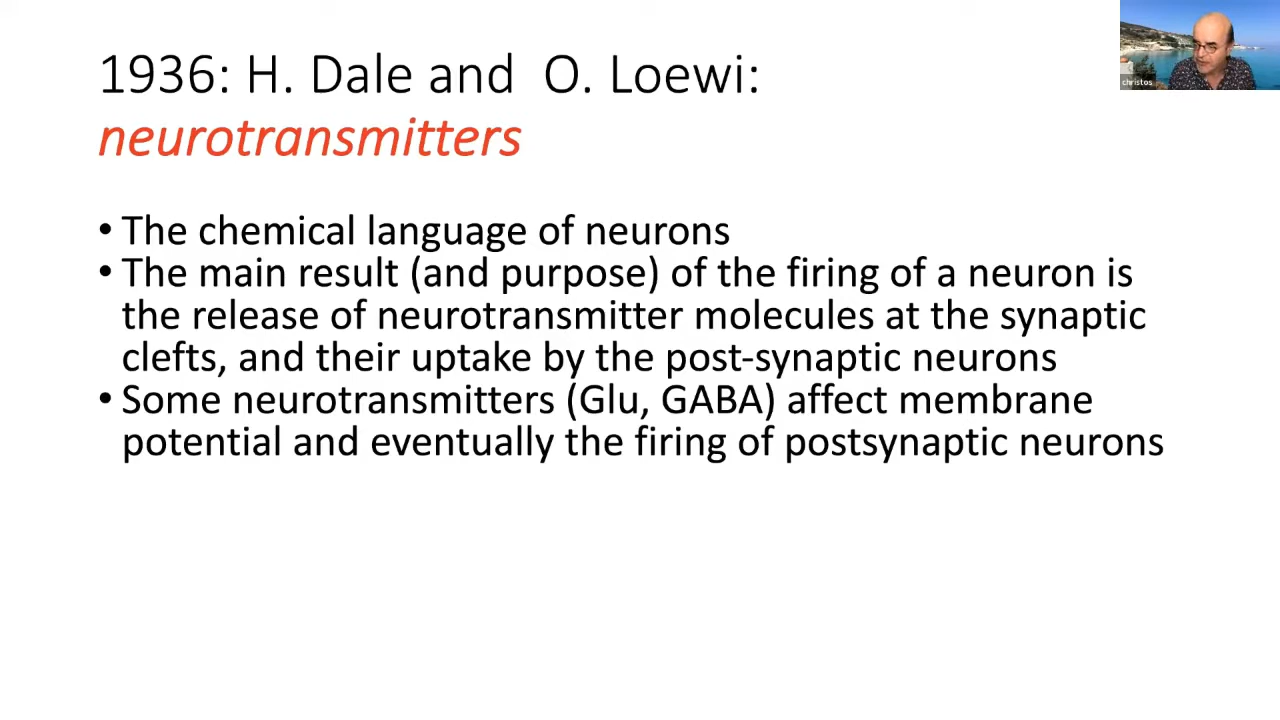 1936: H. Dale and  O. Loewi:
neurotransmitters
• The chemical language of neurons
• The main result (and purpose) of the firing of a neuron is
the release of neurotransmitter molecules at the synaptic
clefts, and their uptake by the post-synaptic neurons
• Some neurotransmitters (Glu, GABA) affect membrane
potential and eventually the firing of postsynaptic neurons
christos